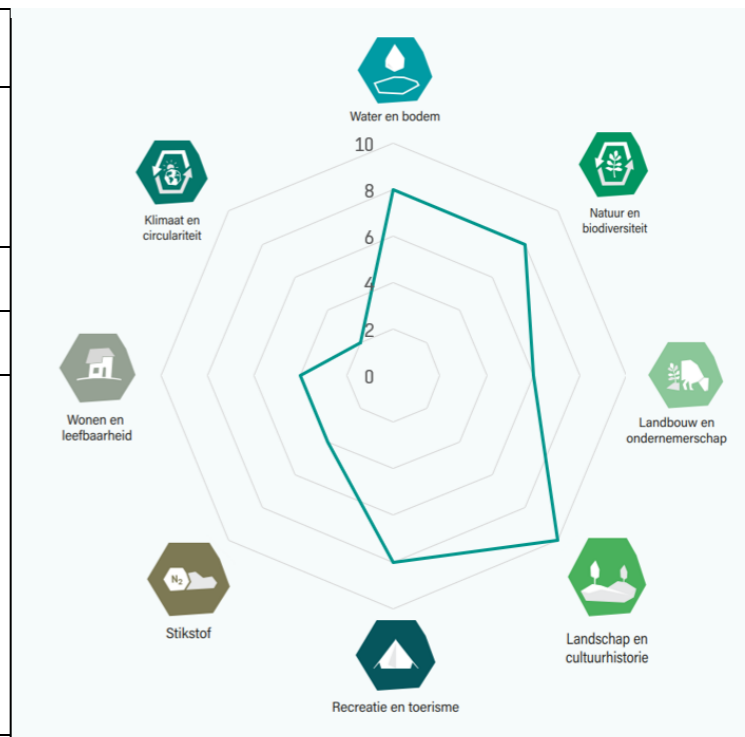 Water en bodem
10
8
6
4
2
0
Natuur en
biodiversiteit
Landbouw en
ondernemerschap
Landschap en
cultuurhistorie
Recreatie en toerisme
N₂
Stikstof
Wonen en
leefbaarheid
Klimaat en
circulariteit